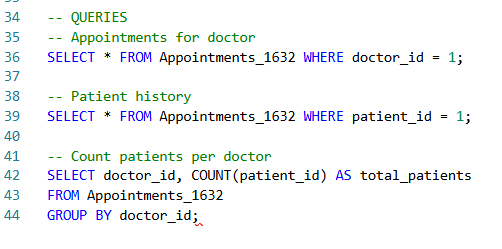 34 -- QUERIES
35 -- Appointments for doctor
36 SELECT * FROM Appointments_1632 WHERE doctor_id = 1;
37
38 -- Patient history
39 SELECT * FROM Appointments_1632 WHERE patient_id = 1;
40
41 -- Count patients per doctor
42 SELECT doctor_id, COUNT(patient_id) AS total_patients
43 FROM Appointments_1632
44 GROUP BY doctor_id;